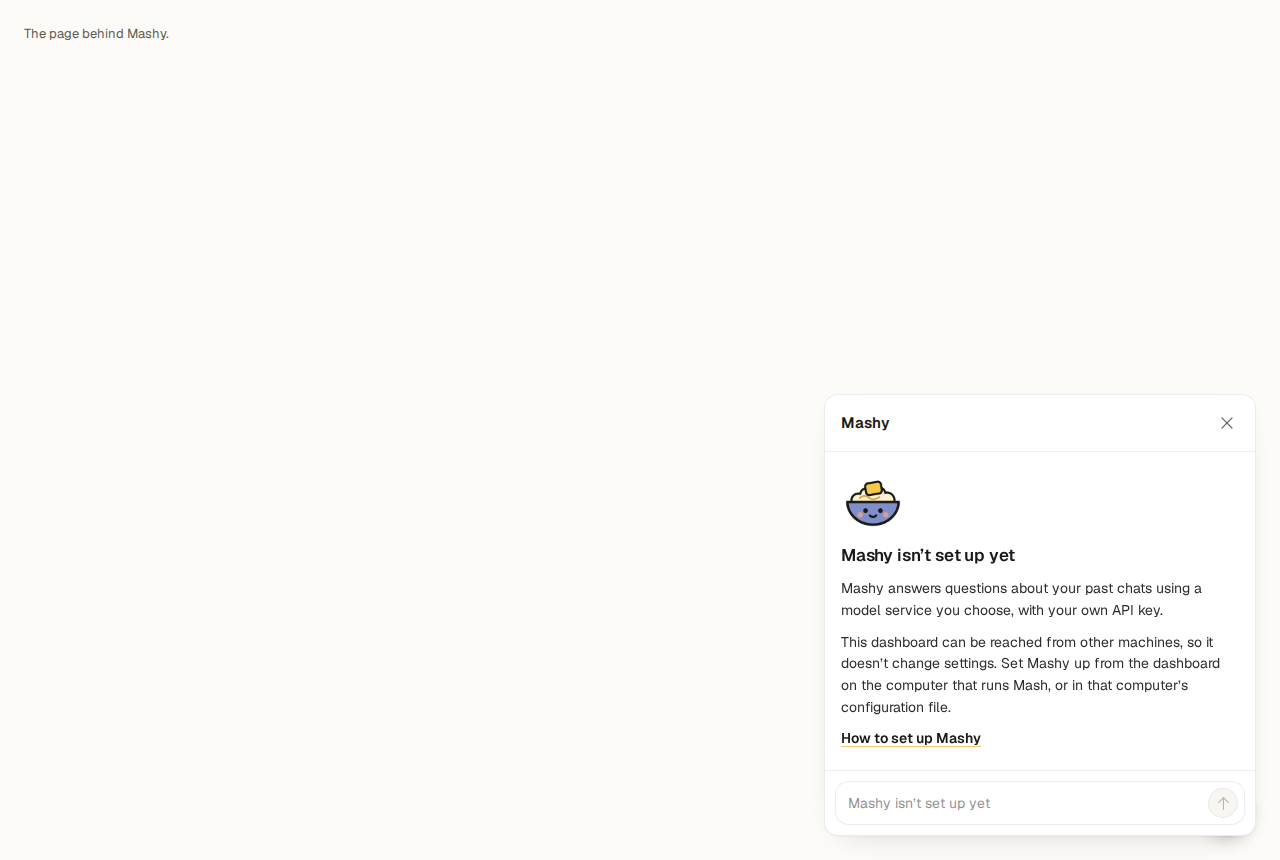 The page behind Mashy.
Mashy
Mashy isn’t set up yet
Mashy answers questions about your past chats using a
model service you choose, with your own API key.
This dashboard can be reached from other machines, so it
doesn’t change settings. Set Mashy up from the dashboard
on the computer that runs Mash, or in that computer’s
configuration file.
How to set up Mashy
Mashy isn’t set up yet